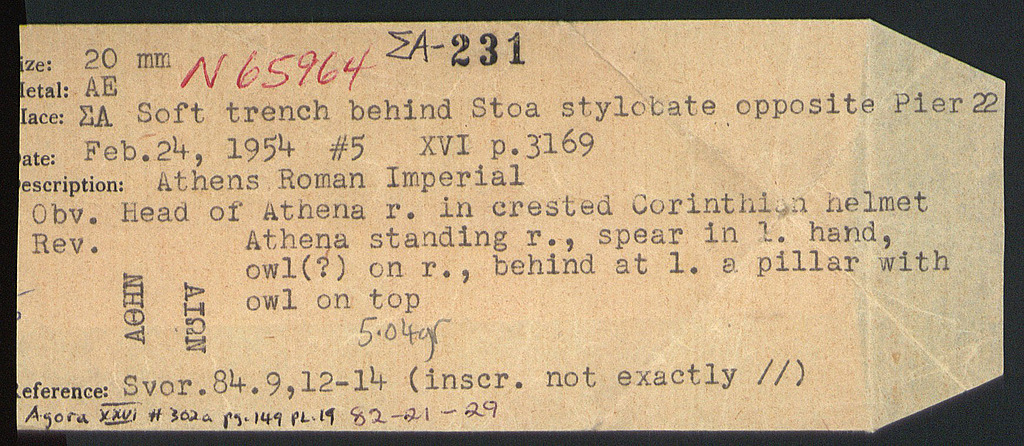 ize: 20 mm N 65964 ΣA-231
etal: AE
lace: ΣA Soft trench behind Stoa stylobate opposite Pier 22
ate: Feb.24, 1954 #5 XVI p.3169
escription: Athens Roman Imperial
Obv. Head of Athena r. in crested Corinthian helmet
Rev. Athena standing r., spear in l. hand,
owl(?) on r., behind at l. a pillar with
owl on top
ΑΘΗΝ ΑΙΩΝ
5.04gr
eference: Svor.84.9,12-14 (inscr. not exactly //)
Agora XXVI # 302a pg.149 PL.19 82-21-29